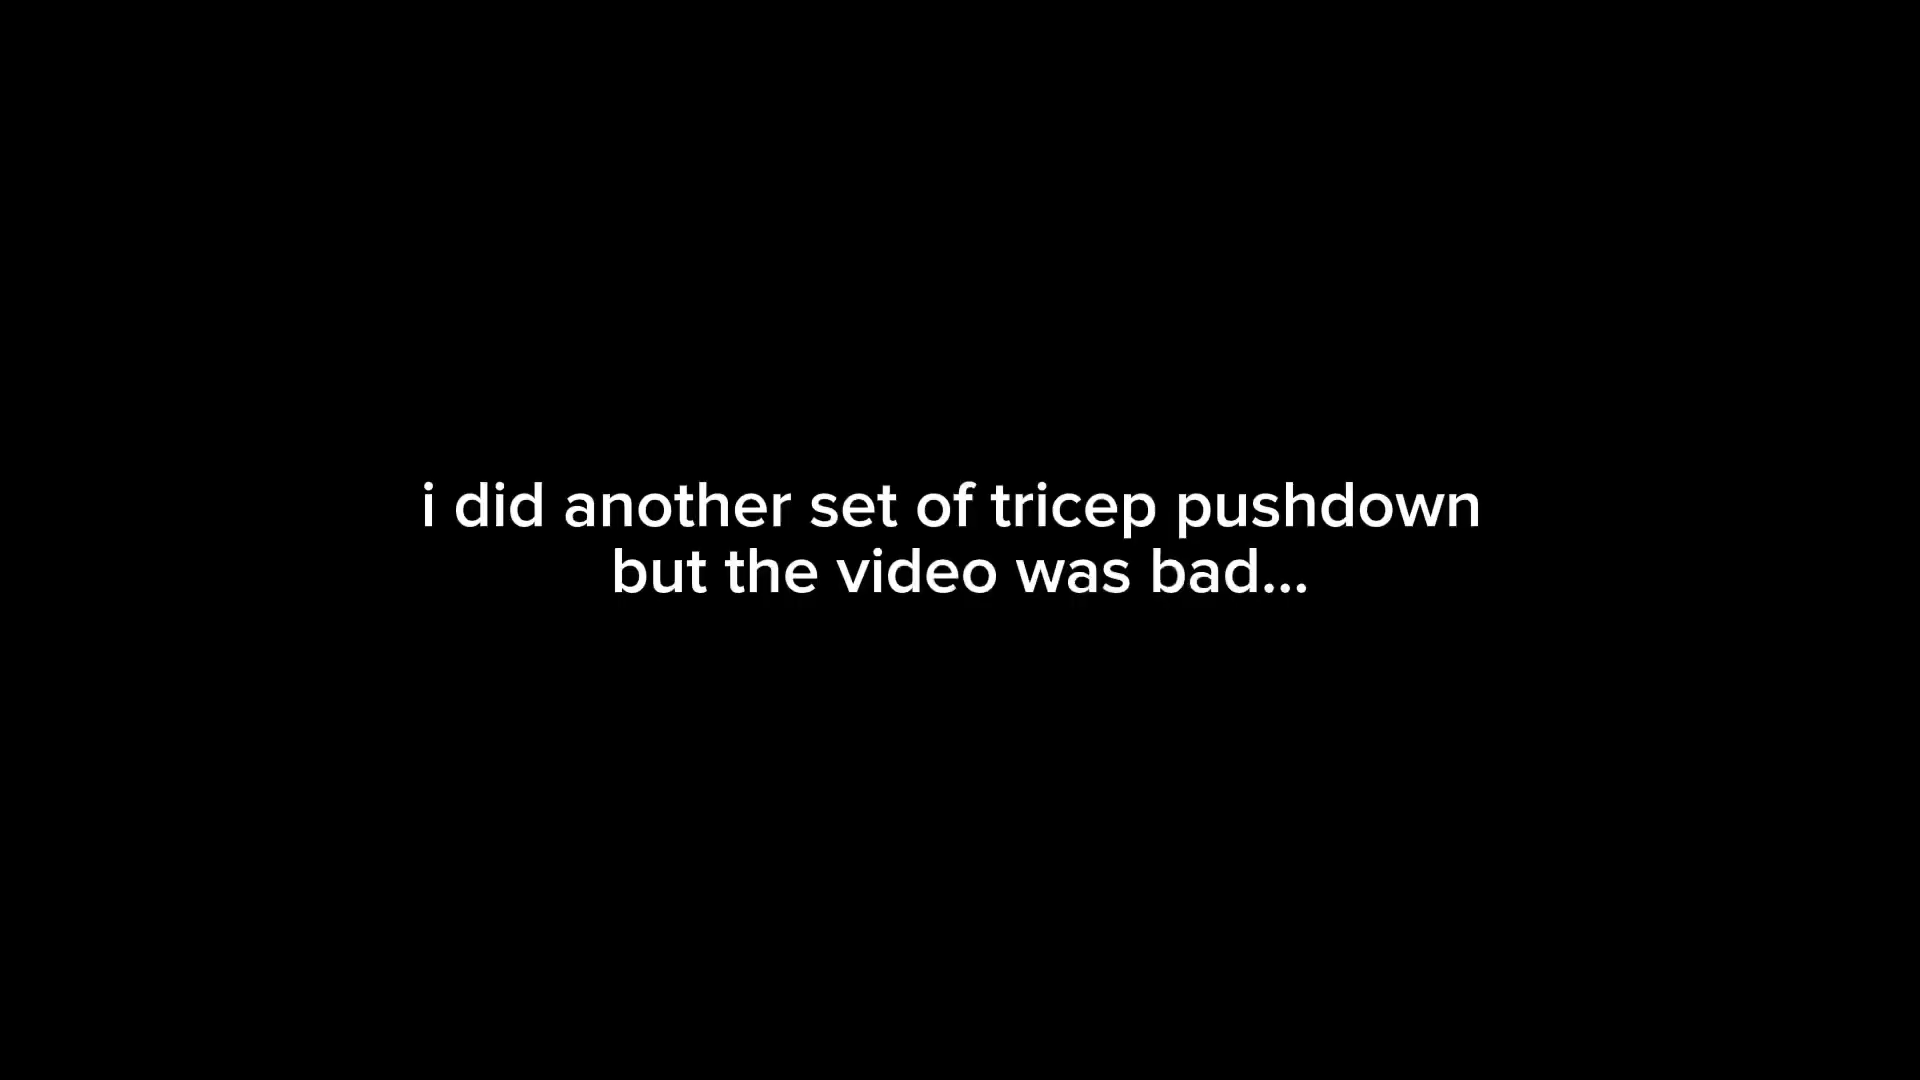 i did another set of tricep pushdown
but the video was bad...